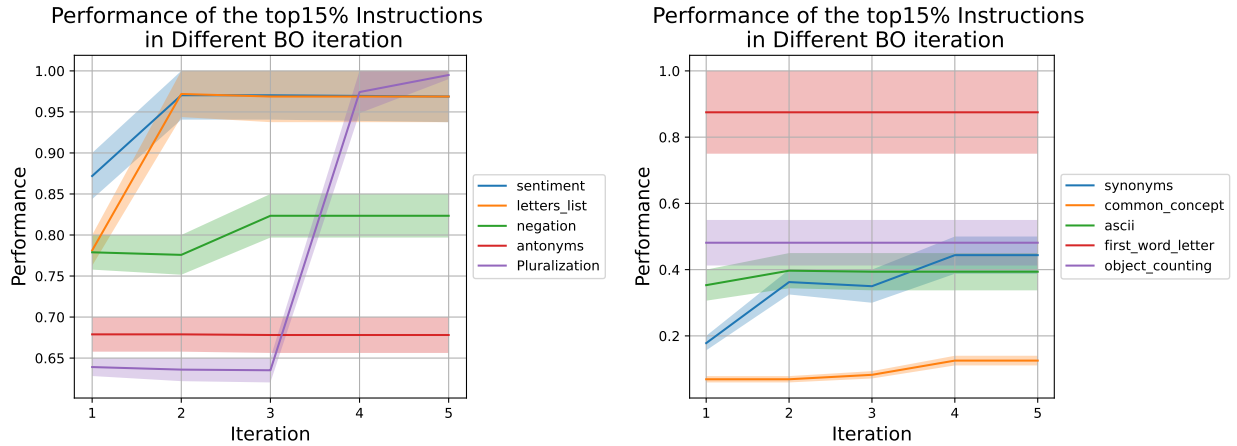 Performance of the top15% Instructions
in Different BO iteration
Performance
1.00
0.95
0.90
0.85
0.80
0.75
0.70
0.65
1
2
3
4
5
Iteration
sentiment
letters_list
negation
antonyms
Pluralization
Performance of the top15% Instructions
in Different BO iteration
Performance
1.0
0.8
0.6
0.4
0.2
1
2
3
4
5
Iteration
synonyms
common_concept
ascii
first_word_letter
object_counting